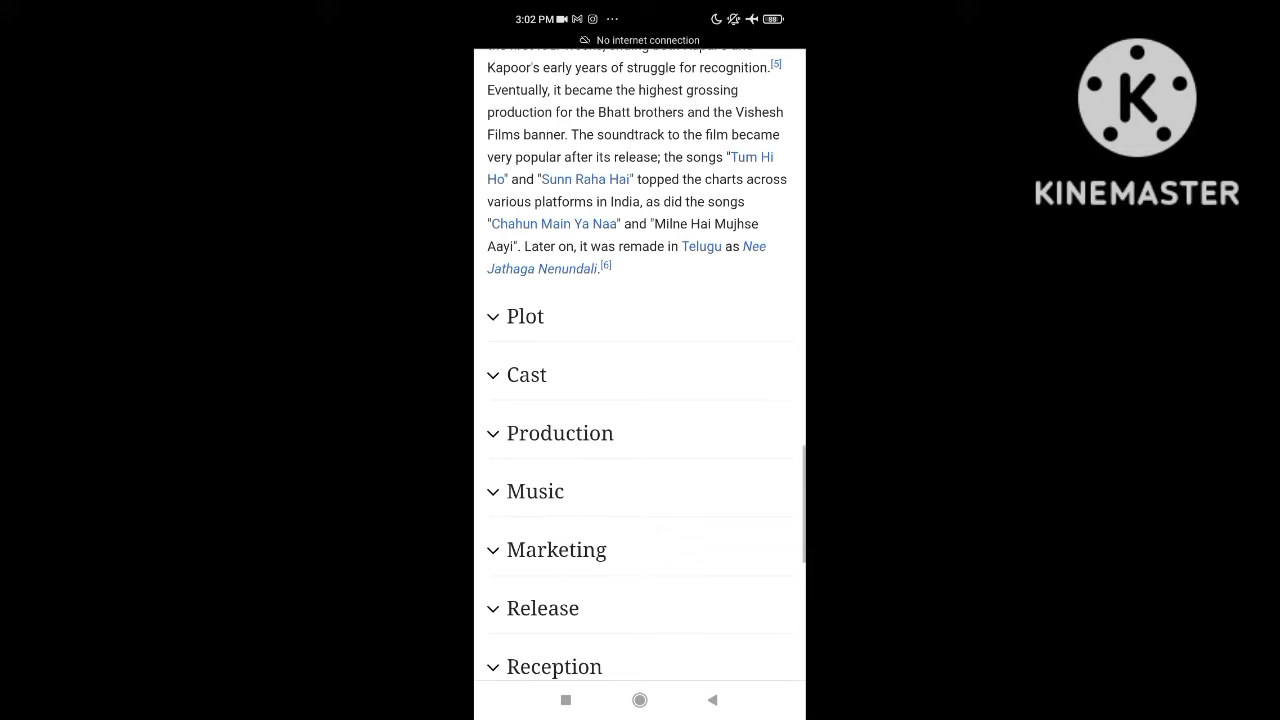 3:02 PM
88
No internet connection
Kapoor's early years of struggle for recognition.[5]
Eventually, it became the highest grossing
production for the Bhatt brothers and the Vishesh
Films banner. The soundtrack to the film became
very popular after its release; the songs "Tum Hi
Ho" and "Sunn Raha Hai" topped the charts across
various platforms in India, as did the songs
"Chahun Main Ya Naa" and "Milne Hai Mujhse
Aayi". Later on, it was remade in Telugu as Nee
Jathaga Nenundali.[6]
Plot
Cast
Production
Music
Marketing
Release
Reception
K
KINEMASTER